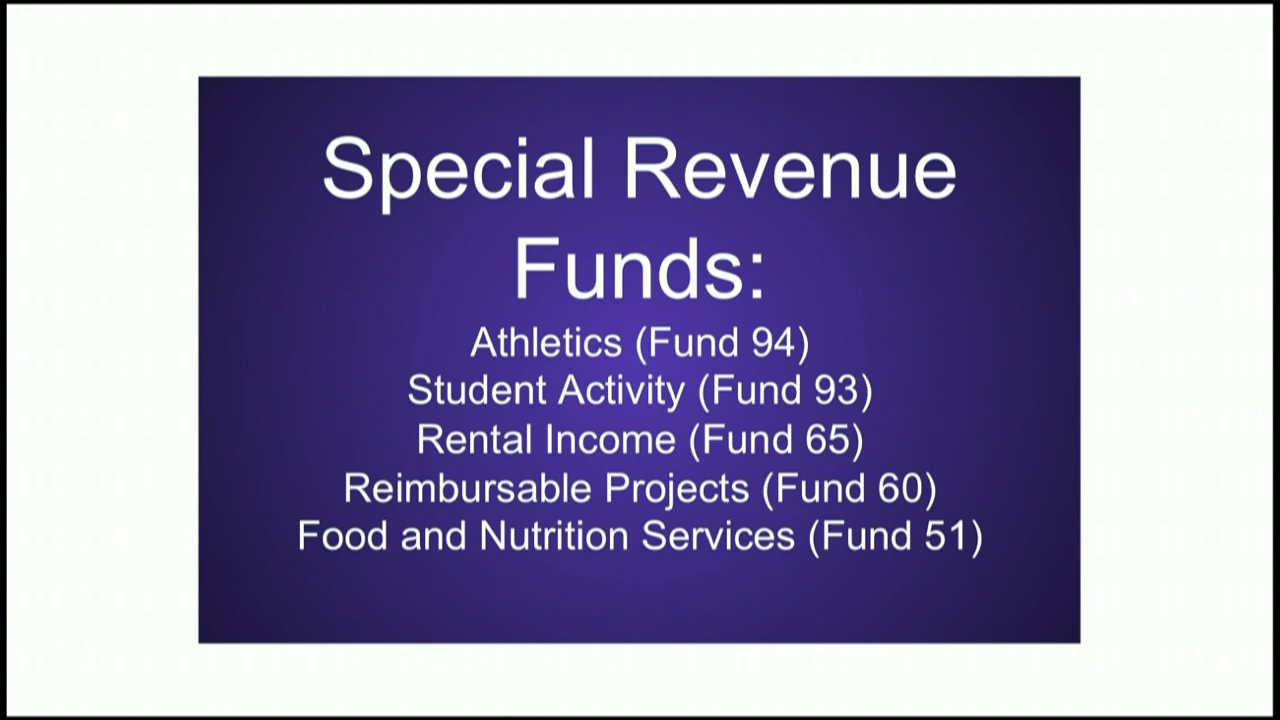 Special Revenue
Funds:
Athletics (Fund 94)
Student Activity (Fund 93)
Rental Income (Fund 65)
Reimbursable Projects (Fund 60)
Food and Nutrition Services (Fund 51)